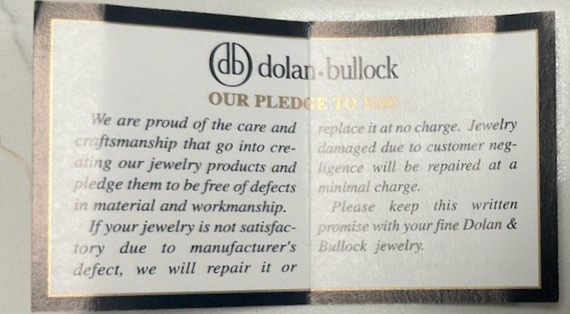 db dolan·bullock
OUR PLEDGE TO YOU
We are proud of the care and
craftsmanship that go into cre-
ating our jewelry products and
pledge them to be free of defects
in material and workmanship.
If your jewelry is not satisfac-
tory due to manufacturer's
defect, we will repair it or
replace it at no charge. Jewelry
damaged due to customer neg-
ligence will be repaired at a
minimal charge.
Please keep this written
promise with your fine Dolan &
Bullock jewelry.